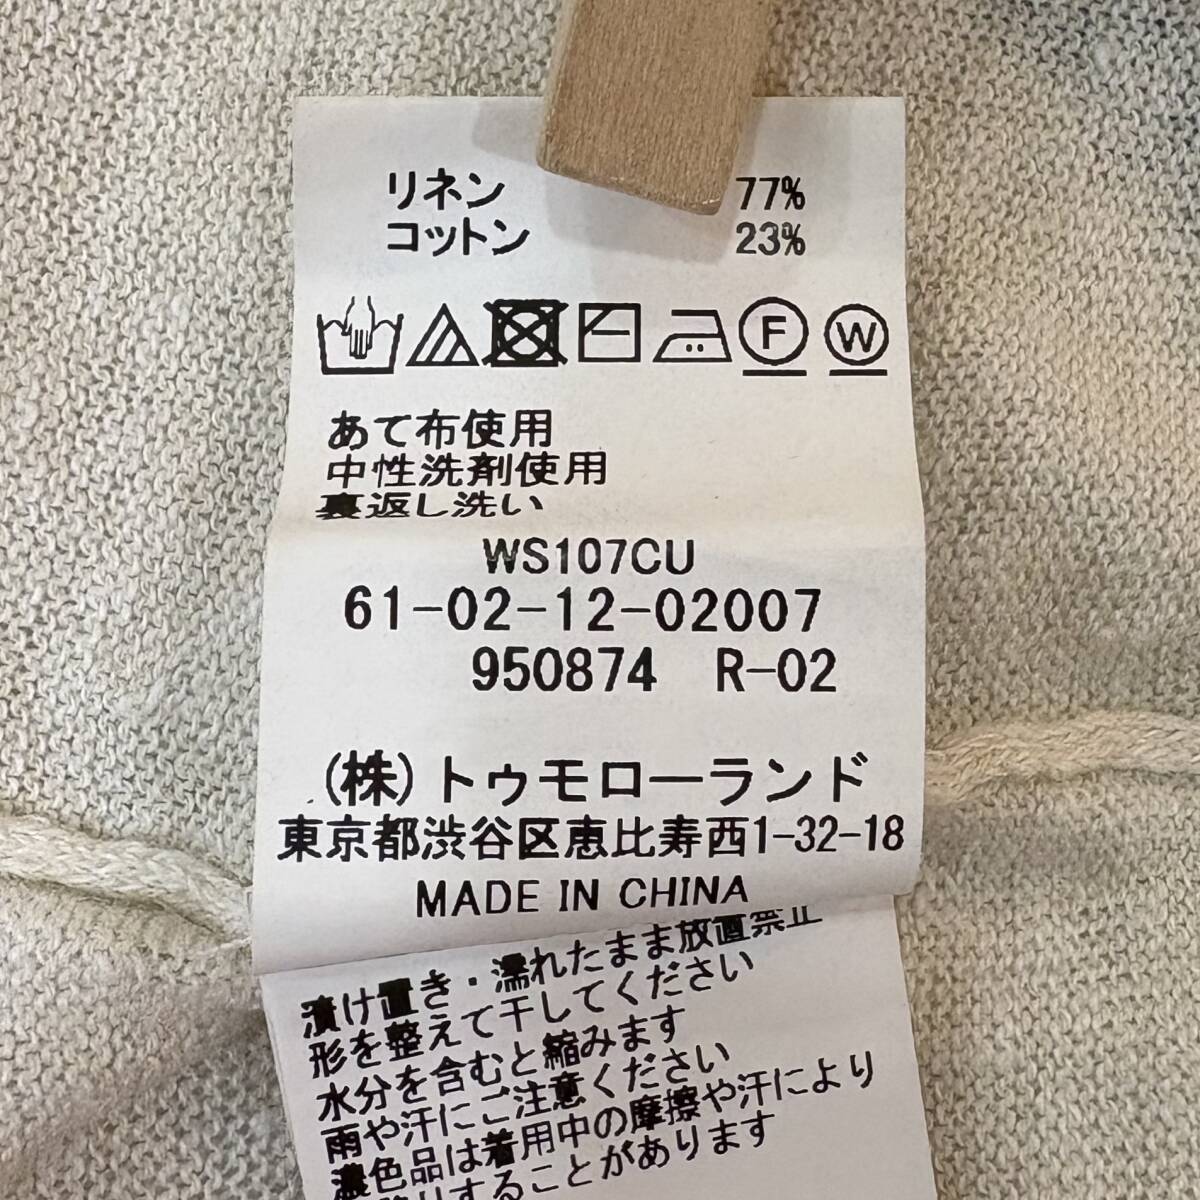 リネン 77%
コットン 23%
F W
あて布使用
中性洗剤使用
裏返し洗い
WS107CU
61-02-12-02007
950874 R-02
(株)トゥモローランド
東京都渋谷区恵比寿西1-32-18
MADE IN CHINA
漬け置き・濡れたまま放置禁止
形を整えて干してください
水分を含むと縮みます
雨や汗にご注意ください
濃色品は着用中の摩擦や汗により
することがあります